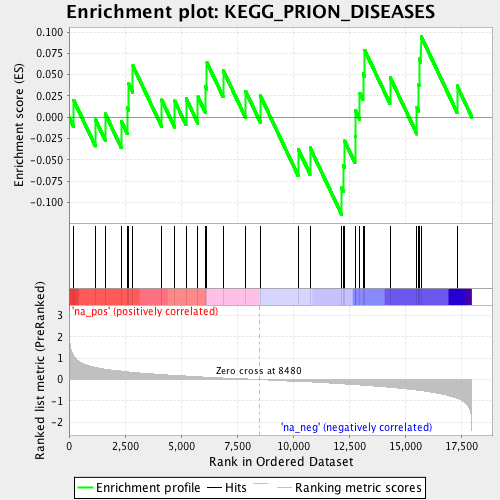 Enrichment plot: KEGG_PRION_DISEASES
Enrichment score (ES)
0.100
0.075
0.050
0.025
0.000
-0.025
-0.050
-0.075
-0.100
'na_pos' (positively correlated)
Ranked list metric (PreRanked)
3
2
1
0
-1
-2
Zero cross at 8480
'na_neg' (negatively correlated)
0 2,500 5,000 7,500 10,000 12,500 15,000 17,500
Rank in Ordered Dataset
Enrichment profile Hits Ranking metric scores